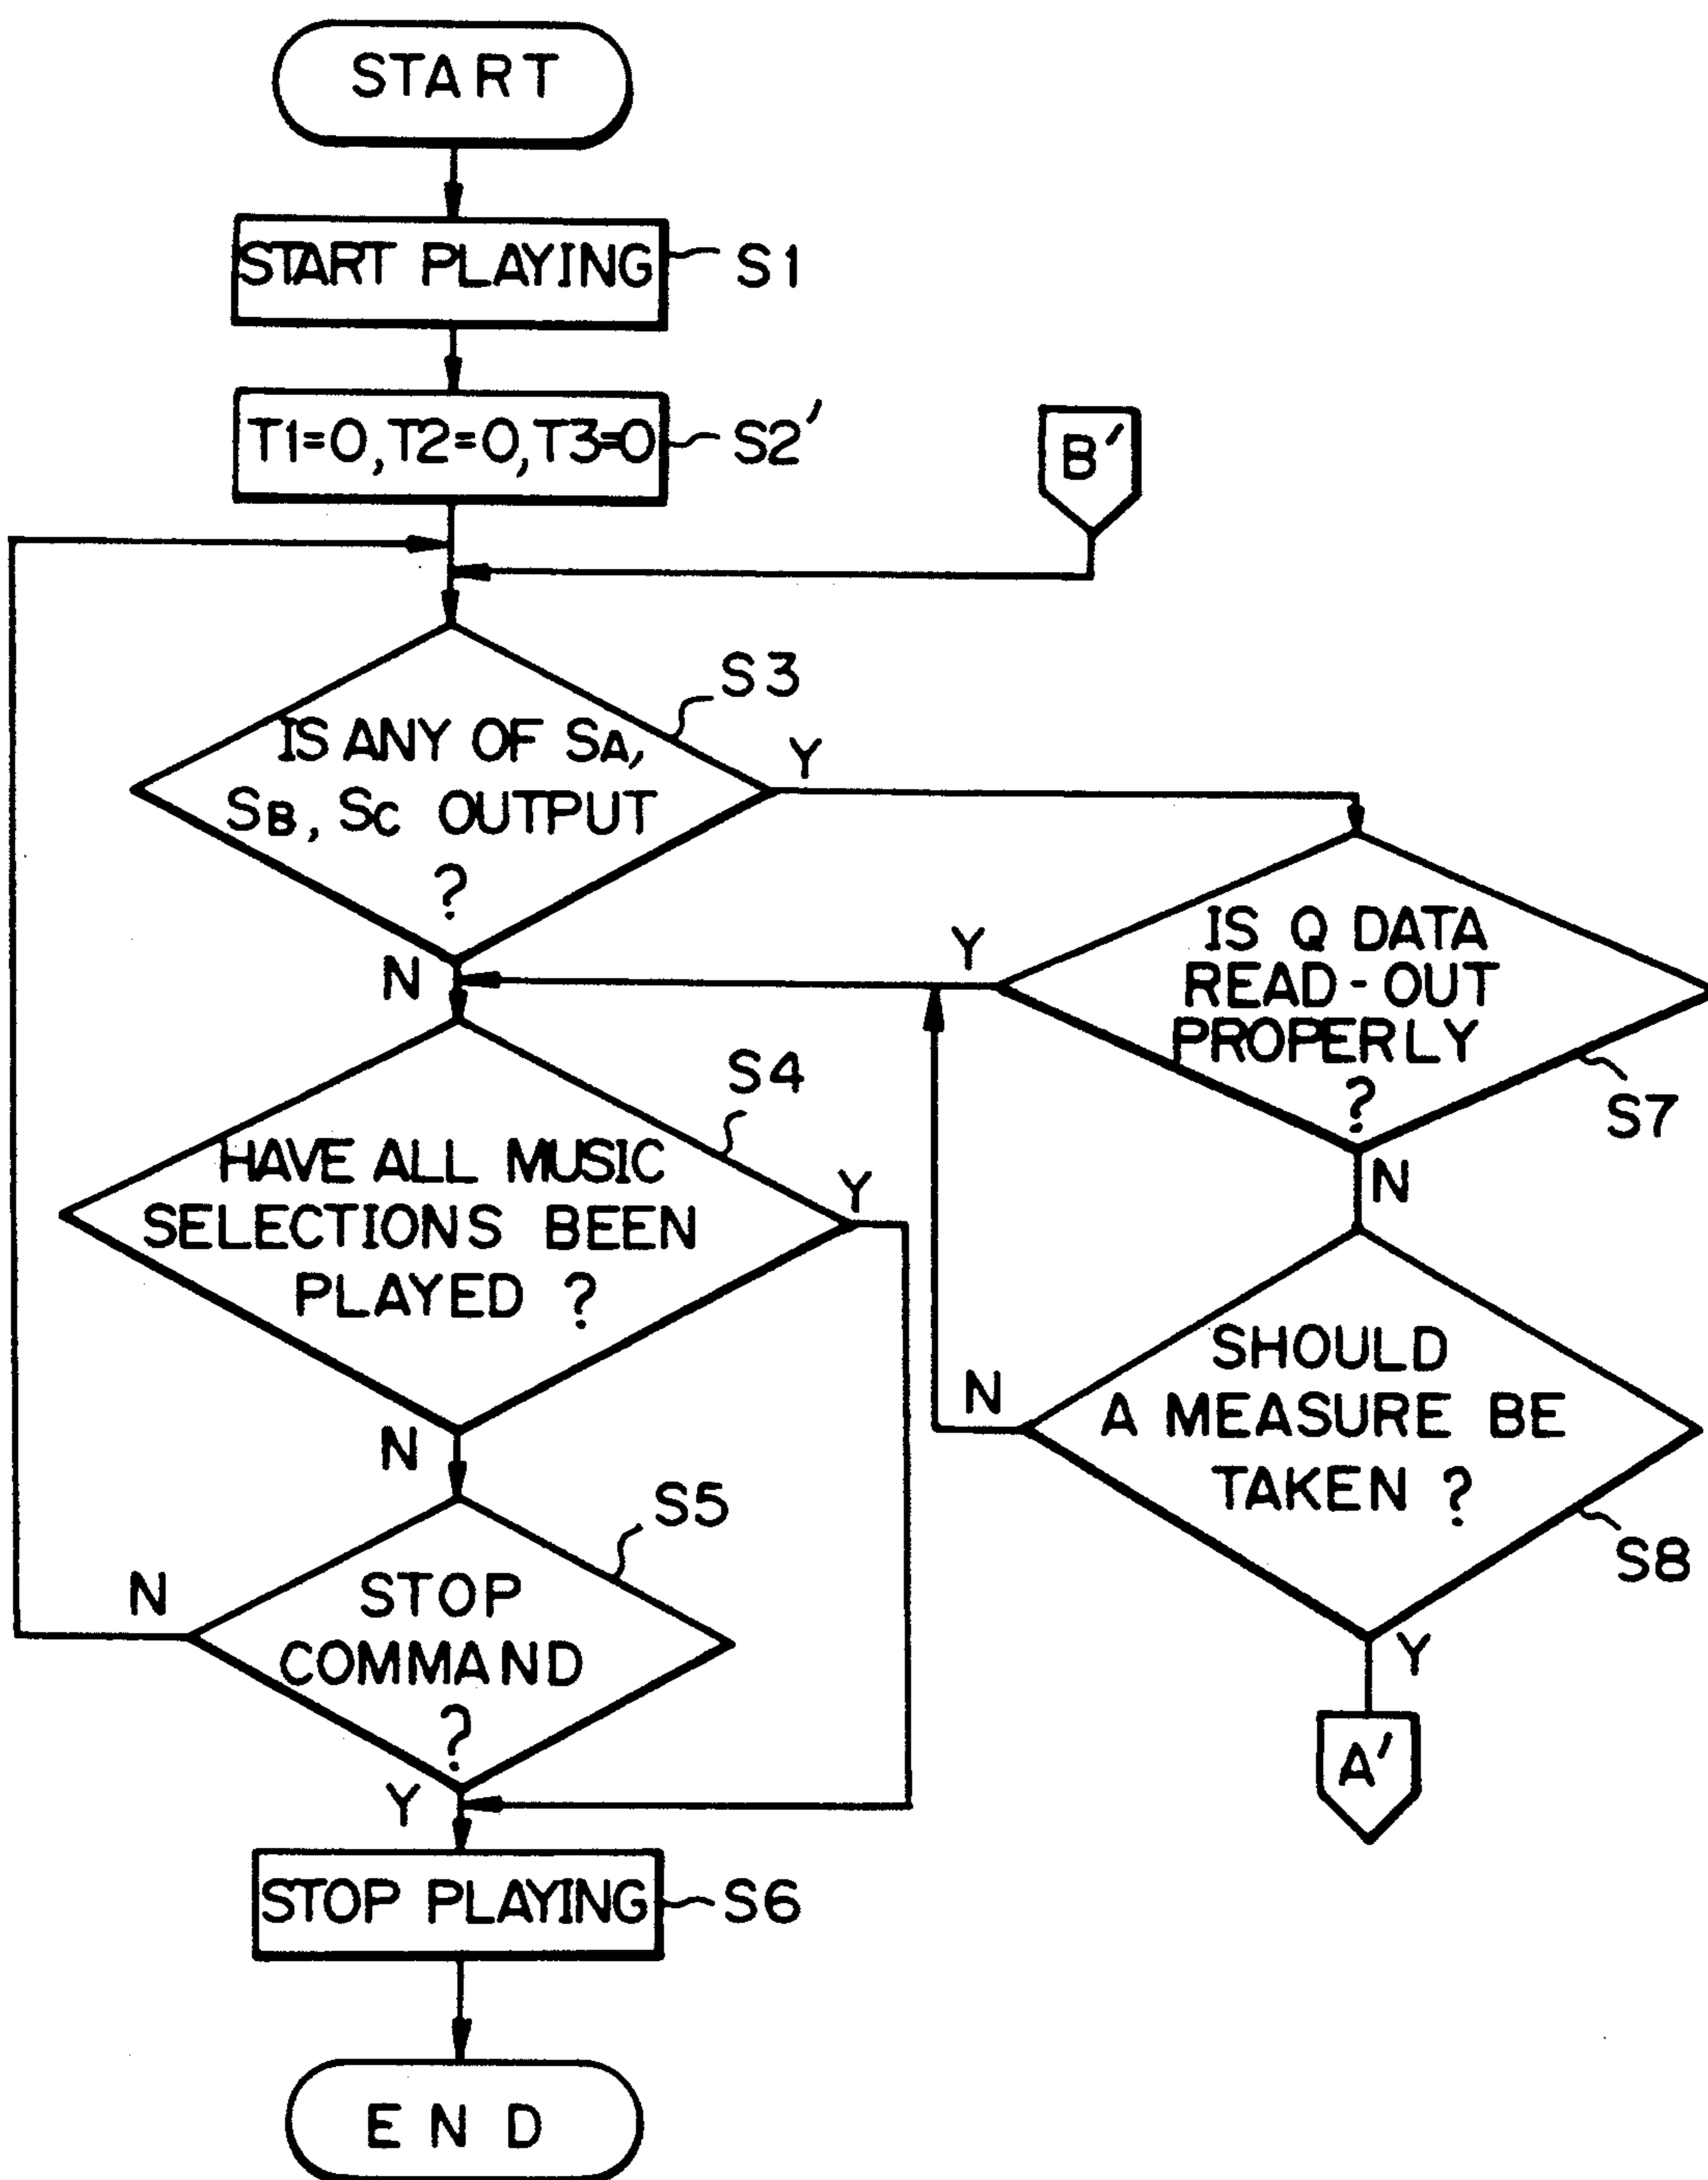 START
START PLAYING
S1
T1=0, T2=0, T3=0
S2'
B'
S3
IS ANY OF SA,
SB, SC OUTPUT
?
Y
N
IS Q DATA
READ-OUT
PROPERLY
?
Y
S7
N
S4
HAVE ALL MUSIC
SELECTIONS BEEN
PLAYED ?
Y
N
SHOULD
A MEASURE BE
TAKEN ?
N
S8
Y
A'
S5
STOP
COMMAND
?
N
Y
STOP PLAYING
S6
END